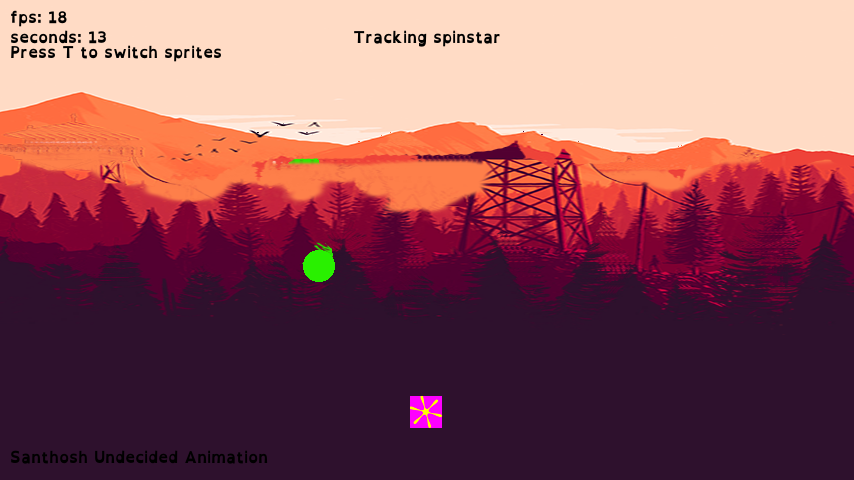 fps: 18
seconds: 13
Press T to switch sprites
Tracking spinstar
Santhosh Undecided Animation